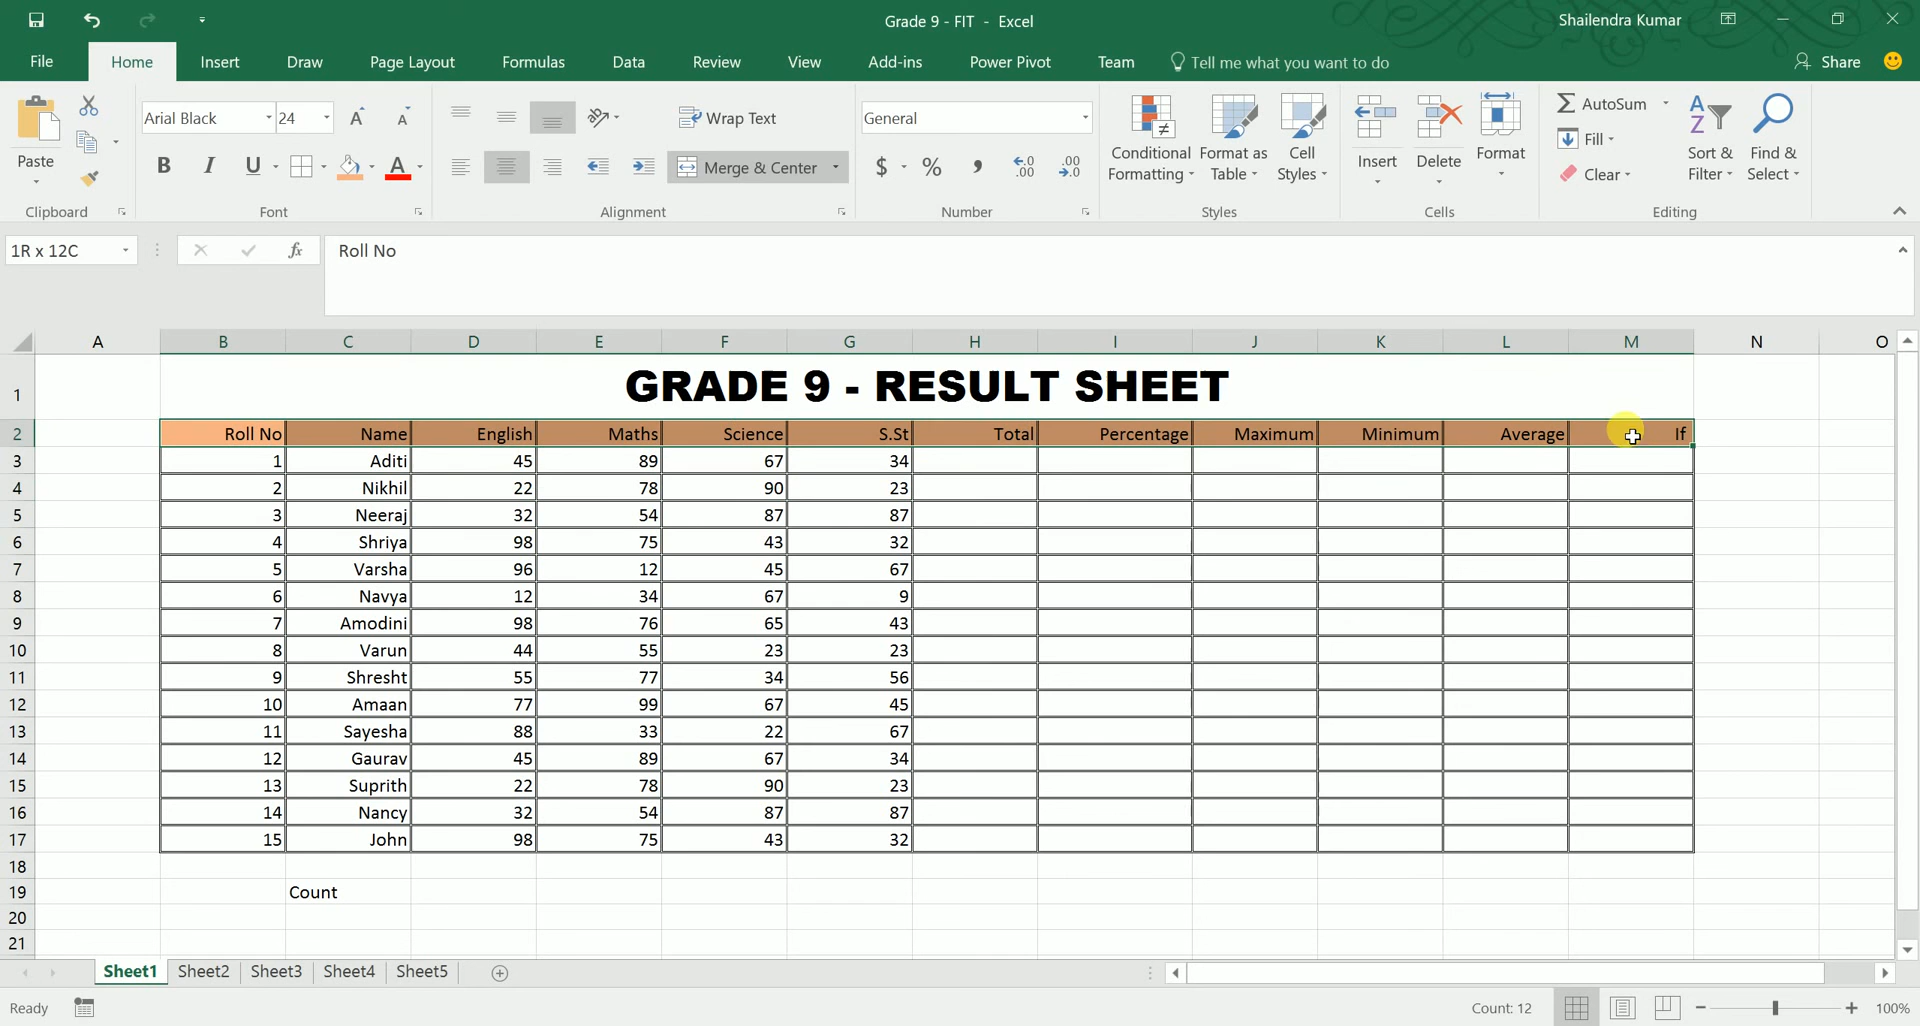 Grade 9 - FIT - Excel
Shailendra Kumar
File Home Insert Draw Page Layout Formulas Data Review View Add-ins Power Pivot Team Tell me what you want to do Share
Paste
Clipboard
Arial Black 24
B I U A
Font
Wrap Text
Merge & Center
Alignment
General
$ % , .00
Number
Conditional Formatting
Format as Table
Cell Styles
Styles
Insert Delete Format
Cells
AutoSum
Fill
Clear
Sort & Filter
Find & Select
Editing
1R x 12C fx Roll No
A B C D E F G H I J K L M N O
1 GRADE 9 - RESULT SHEET
2 Roll No Name English Maths Science S.St Total Percentage Maximum Minimum Average If
3 1 Aditi 45 89 67 34
4 2 Nikhil 22 78 90 23
5 3 Neeraj 32 54 87 87
6 4 Shriya 98 75 43 32
7 5 Varsha 96 12 45 67
8 6 Navya 12 34 67 9
9 7 Amodini 98 76 65 43
10 8 Varun 44 55 23 23
11 9 Shresht 55 77 34 56
12 10 Amaan 77 99 67 45
13 11 Sayesha 88 33 22 67
14 12 Gaurav 45 89 67 34
15 13 Suprith 22 78 90 23
16 14 Nancy 32 54 87 87
17 15 John 98 75 43 32
18
19 Count
20
21
Sheet1 Sheet2 Sheet3 Sheet4 Sheet5
Ready Count: 12 100%